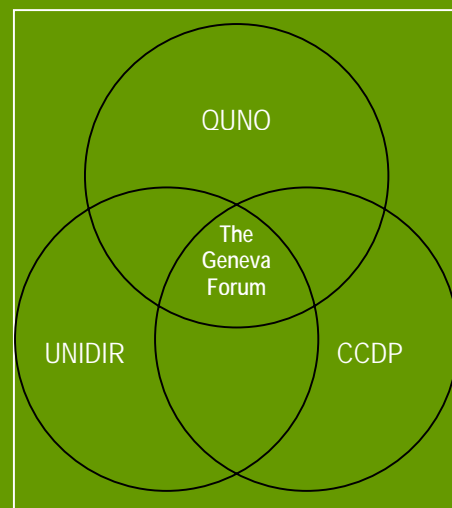 QUNO
The
Geneva
Forum
UNIDIR
CCDP